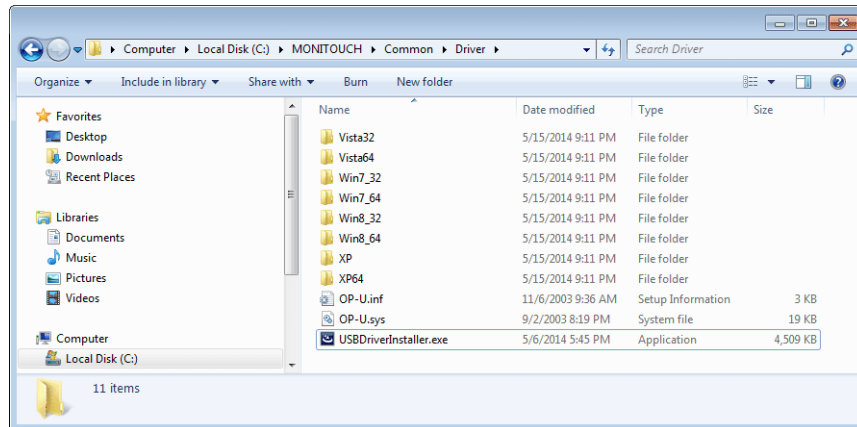 Computer Local Disk (C:) MONITOUCH Common Driver Search Driver
Organize Include in library Share with Burn New folder
Favorites
Desktop
Downloads
Recent Places
Libraries
Documents
Music
Pictures
Videos
Computer
Local Disk (C:)
Name Date modified Type Size
Vista32 5/15/2014 9:11 PM File folder
Vista64 5/15/2014 9:11 PM File folder
Win7_32 5/15/2014 9:11 PM File folder
Win7_64 5/15/2014 9:11 PM File folder
Win8_32 5/15/2014 9:11 PM File folder
Win8_64 5/15/2014 9:11 PM File folder
XP 5/15/2014 9:11 PM File folder
XP64 5/15/2014 9:11 PM File folder
OP-U.inf 11/6/2003 9:36 AM Setup Information 3 KB
OP-U.sys 9/2/2003 8:19 PM System file 19 KB
USBDriverInstaller.exe 5/6/2014 5:45 PM Application 4,509 KB
11 items